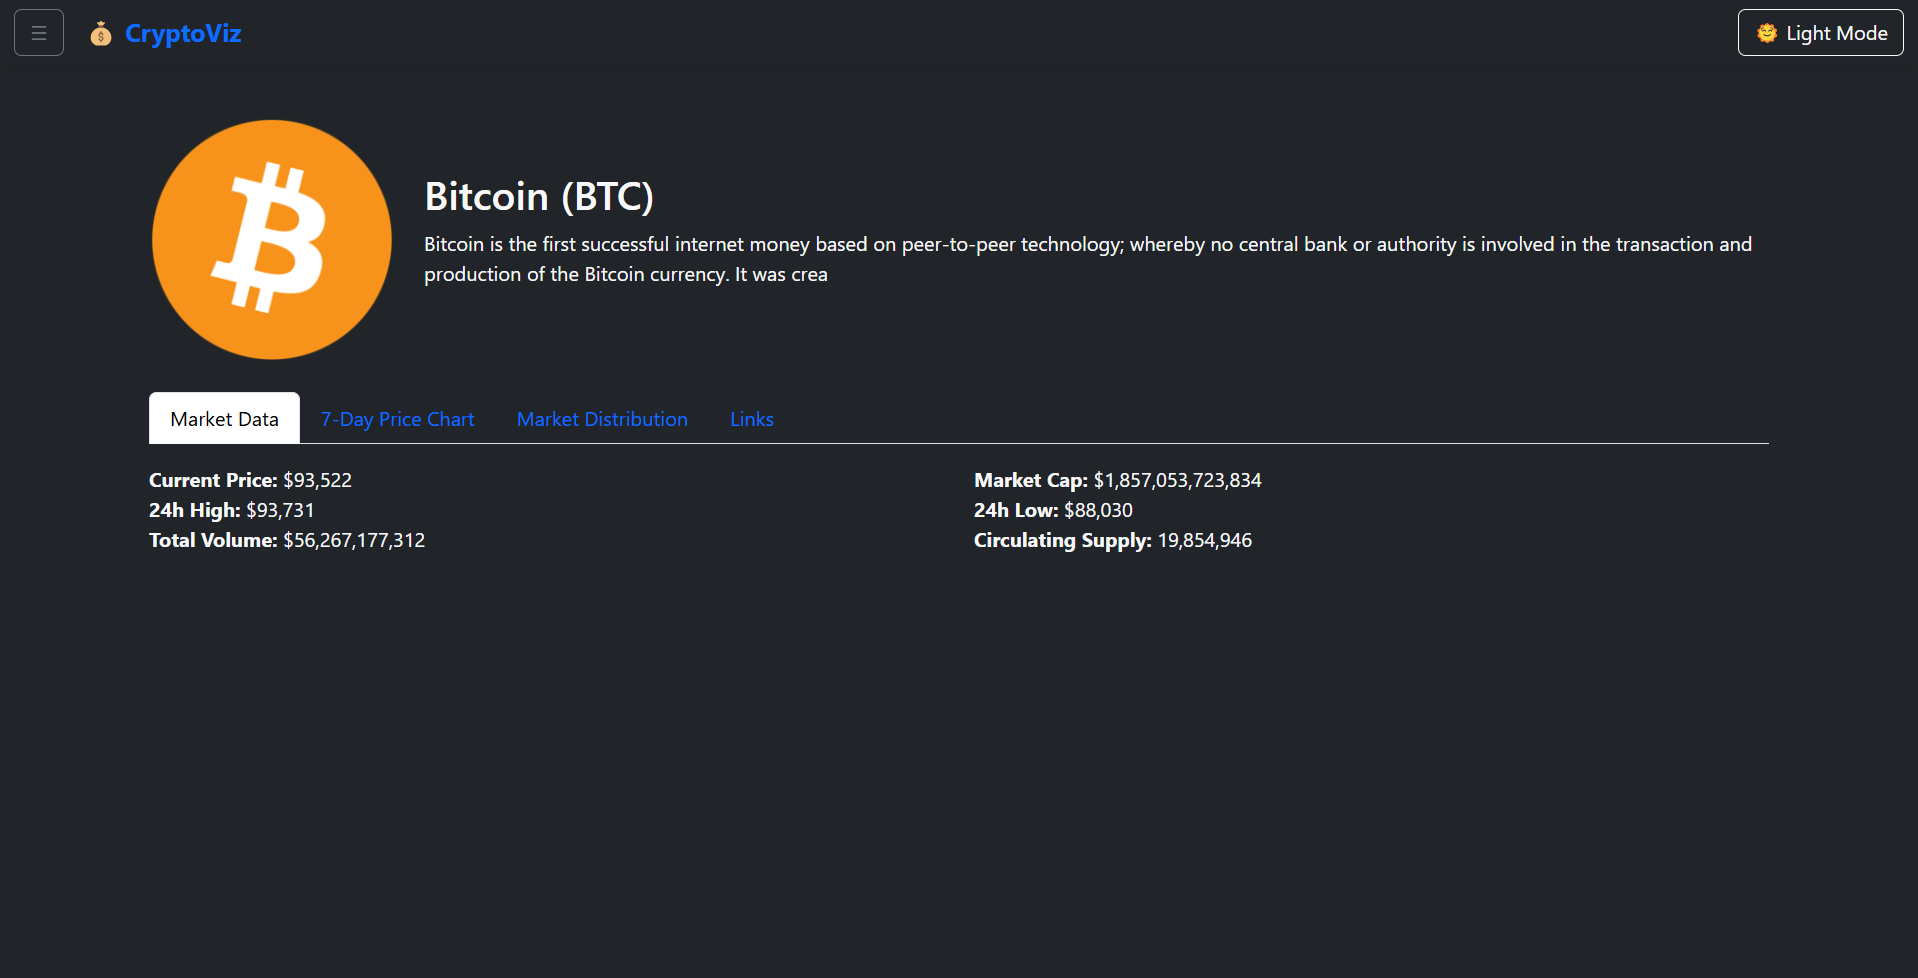 ☰ 💰 CryptoViz
🌞 Light Mode
Bitcoin (BTC)
Bitcoin is the first successful internet money based on peer-to-peer technology; whereby no central bank or authority is involved in the transaction and
production of the Bitcoin currency. It was crea
Market Data 7-Day Price Chart Market Distribution Links
Current Price: $93,522
24h High: $93,731
Total Volume: $56,267,177,312
Market Cap: $1,857,053,723,834
24h Low: $88,030
Circulating Supply: 19,854,946